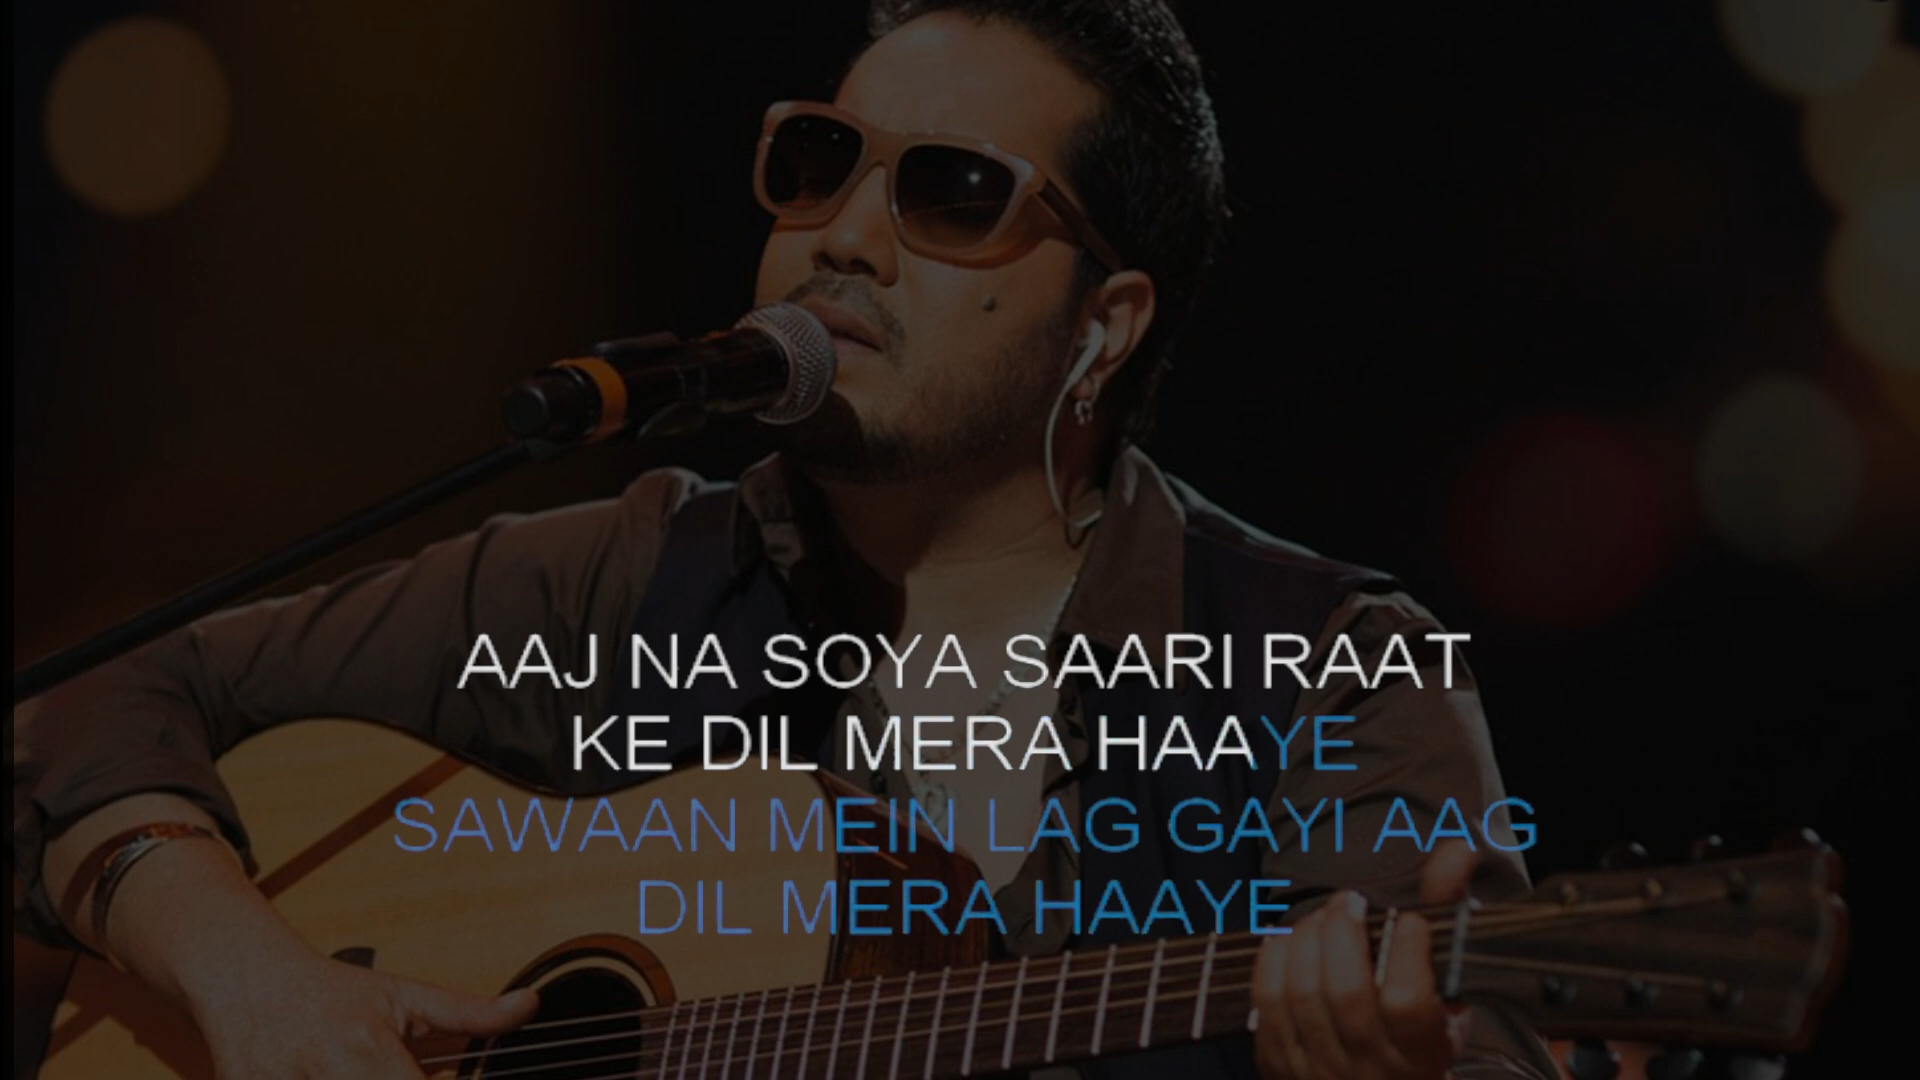 AAJ NA SOYA SAARI RAAT
KE DIL MERA HAAYE
SAWAAN MEIN LAG GAYI AAG
DIL MERA HAAYE